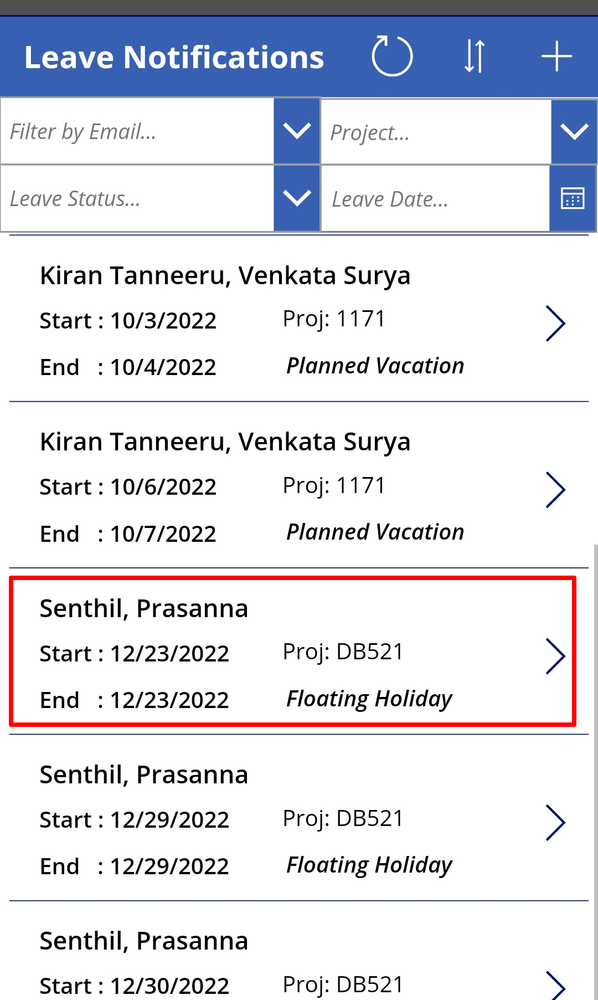 Leave Notifications
Filter by Email...
Project...
Leave Status...
Leave Date...
Kiran Tanneeru, Venkata Surya
Start : 10/3/2022 Proj: 1171
End : 10/4/2022 Planned Vacation
Kiran Tanneeru, Venkata Surya
Start : 10/6/2022 Proj: 1171
End : 10/7/2022 Planned Vacation
Senthil, Prasanna
Start : 12/23/2022 Proj: DB521
End : 12/23/2022 Floating Holiday
Senthil, Prasanna
Start : 12/29/2022 Proj: DB521
End : 12/29/2022 Floating Holiday
Senthil, Prasanna
Start : 12/30/2022 Proj: DB521